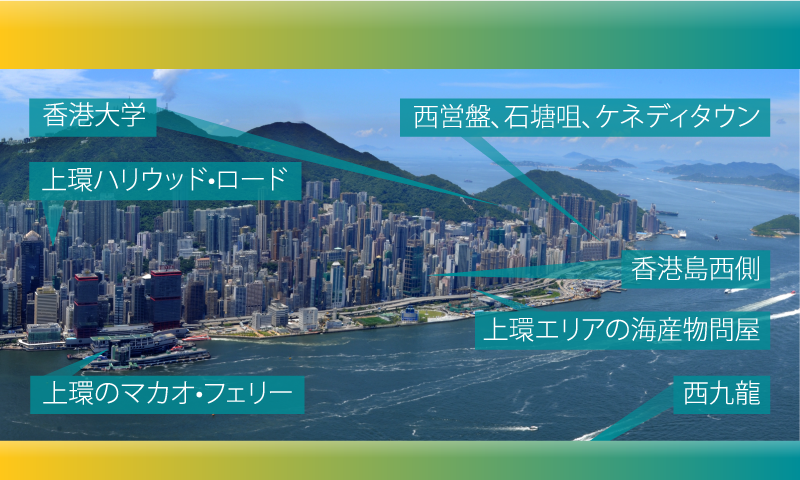 香港大学
西営盤、石塘咀、ケネディタウン
上環ハリウッド•ロード
香港島西側
上環エリアの海産物問屋
上環のマカオ•フェリー
西九龍